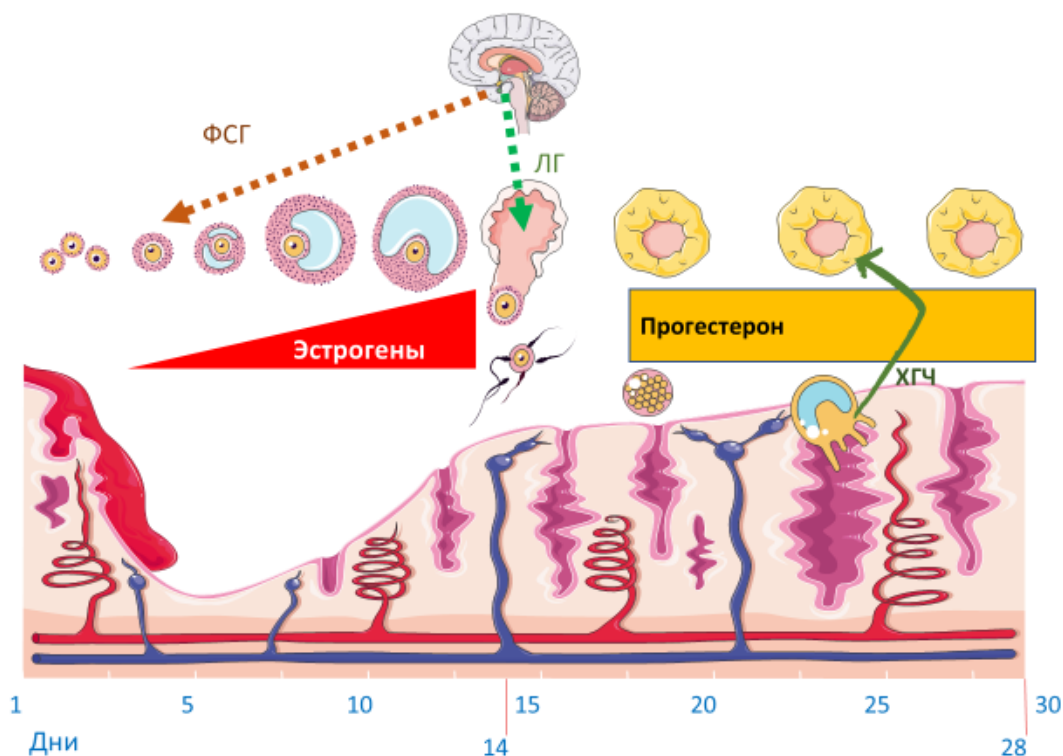 ФСГ
ЛГ
Эстрогены
Прогестерон
ХГЧ
1 5 10 15 20 25 30
Дни 14 28